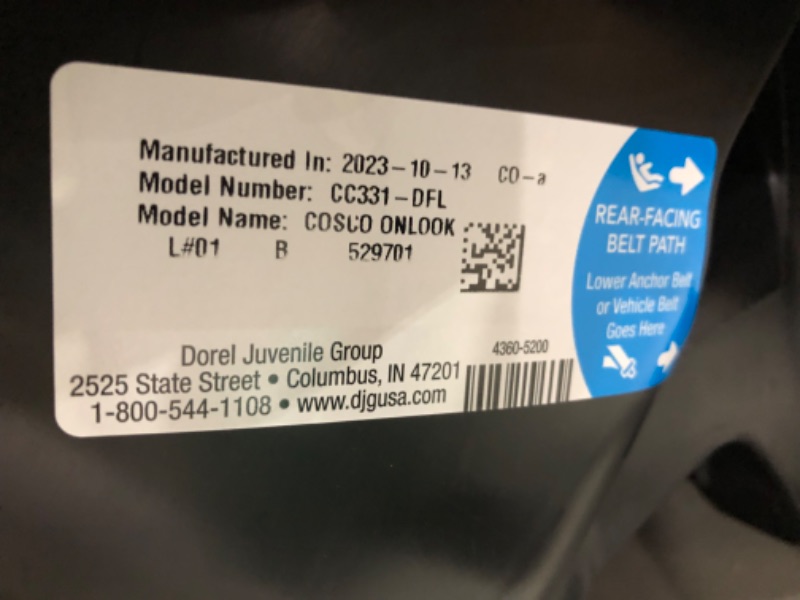 Manufactured In: 2023-10-13 CO-a
Model Number: CC331-DFL
Model Name: COSCO ONLOOK
L#01 B 529701
Dorel Juvenile Group
2525 State Street • Columbus, IN 47201
1-800-544-1108 • www.djgusa.com
4360-5200
REAR-FACING
BELT PATH
Lower Anchor Belt
or Vehicle Belt
Goes Here